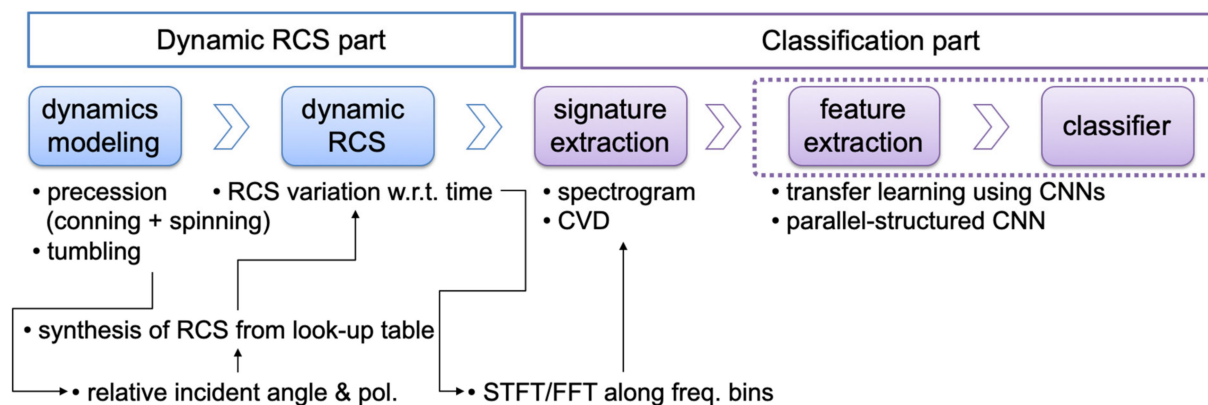 Dynamic RCS part
Classification part
dynamics
modeling
dynamic
RCS
signature
extraction
feature
extraction
classifier
• precession
(conning + spinning)
• tumbling
• RCS variation w.r.t. time
• spectrogram
• CVD
• transfer learning using CNNs
• parallel-structured CNN
• synthesis of RCS from look-up table
• relative incident angle & pol.
• STFT/FFT along freq. bins